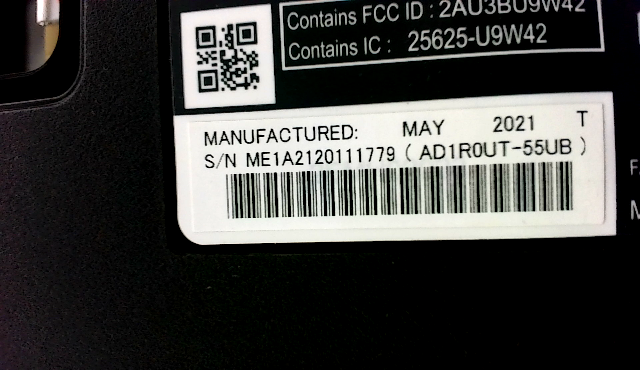 Contains FCC ID : 2AU3BU9W42
Contains IC : 25625-U9W42
MANUFACTURED: MAY 2021 T
S/N ME1A2120111779 ( AD1R0UT-55UB )